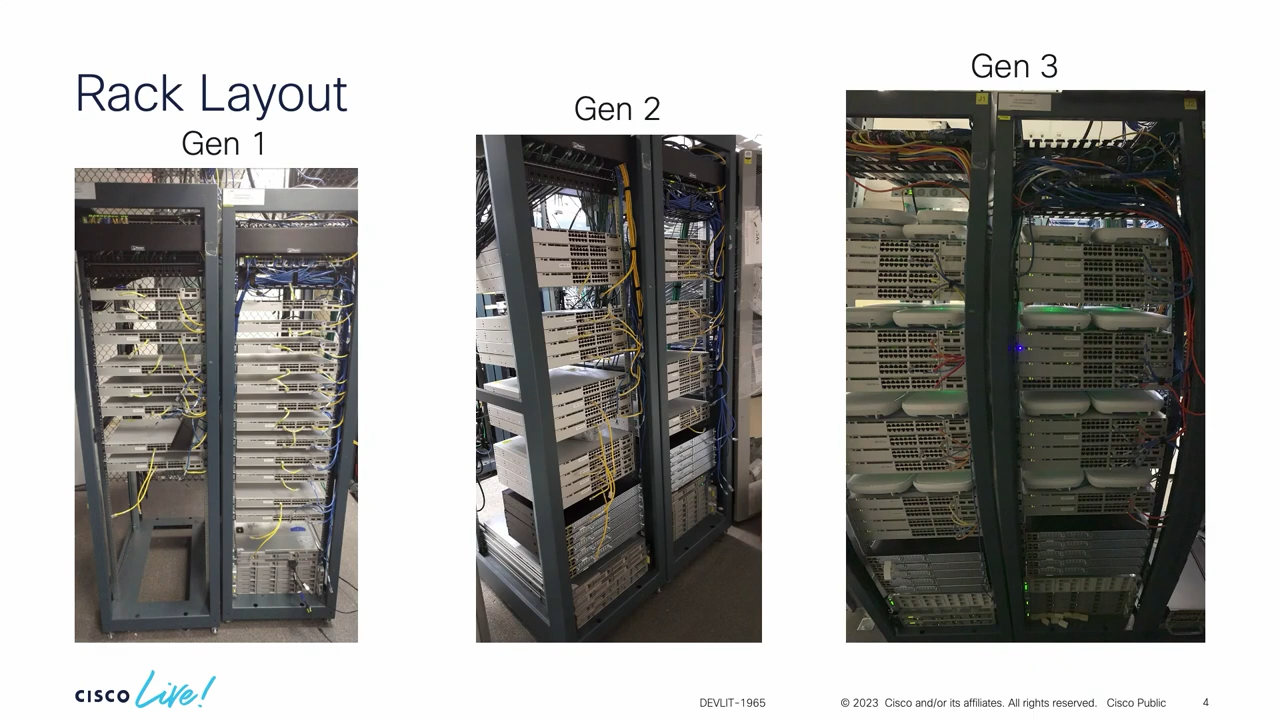 Rack Layout
Gen 1
Gen 2
Gen 3
CISCO Live!
DEVLIT-1965
© 2023 Cisco and/or its affiliates. All rights reserved. Cisco Public
4